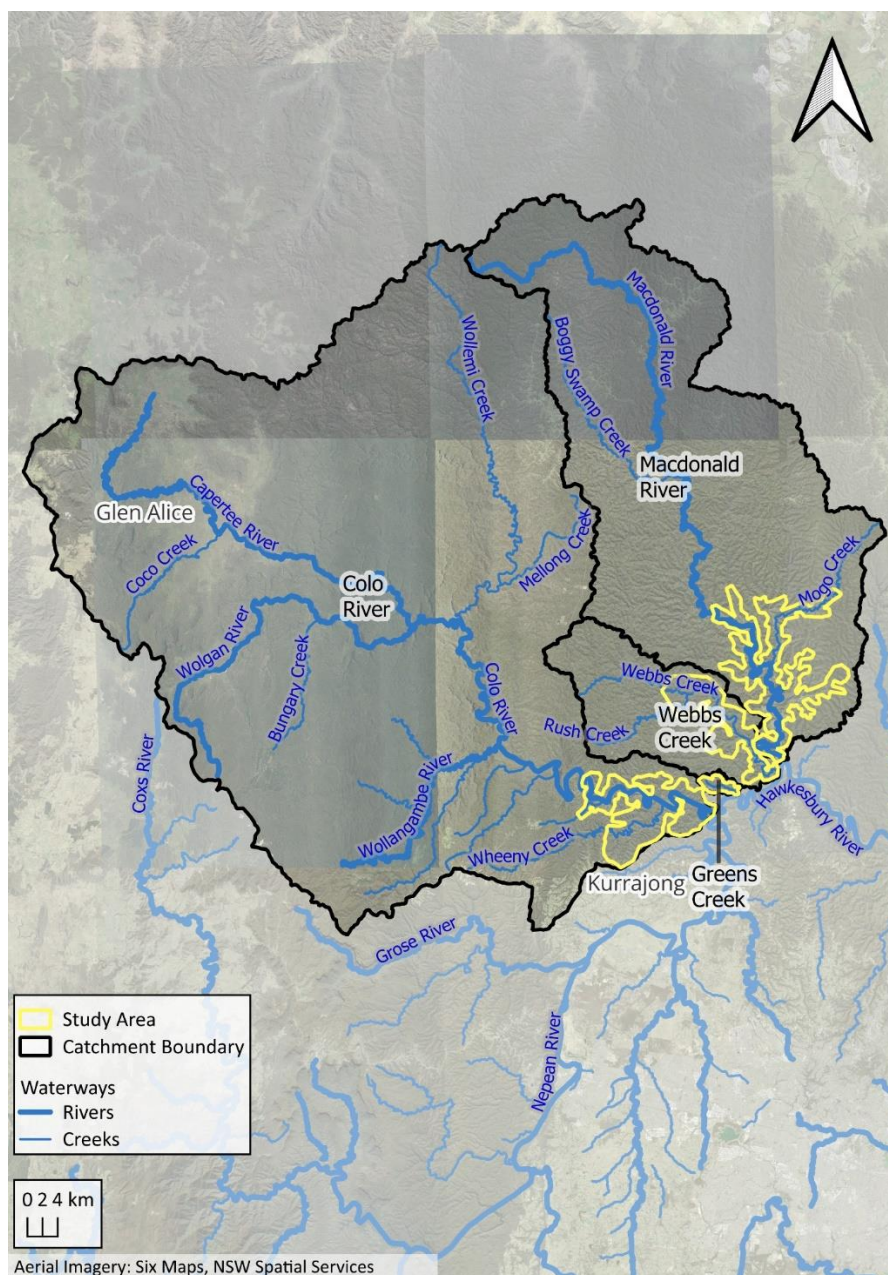 Macdonald River
Wollemi Creek
Boggy Swamp Creek
Macdonald
River
Glen Alice
Capertee River
Coco Creek
Mellong Creek
Mogo Creek
Colo
River
Wolgan River
Bungary Creek
Colo River
Webbs Creek
Webbs
Creek
Rush Creek
Coxs River
Wollangambe River
Hawkesbury River
Wheeny Creek
Kurrajong
Greens
Creek
Grose River
Nepean River
Study Area
Catchment Boundary
Waterways
Rivers
Creeks
0 2 4 km
Aerial Imagery: Six Maps, NSW Spatial Services